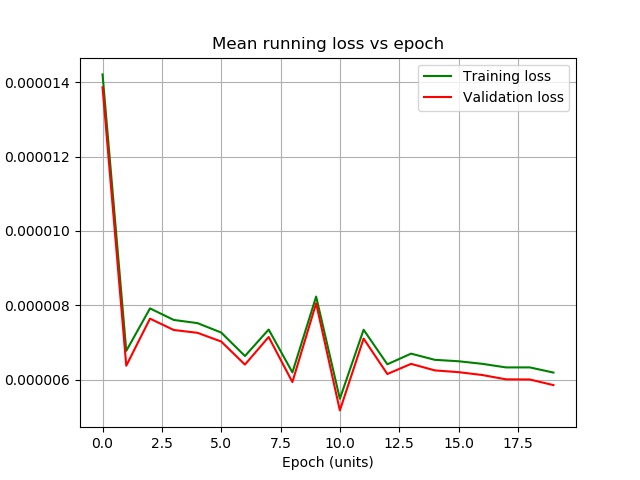 Mean running loss vs epoch
Training loss
Validation loss
0.000014
0.000012
0.000010
0.000008
0.000006
0.0 2.5 5.0 7.5 10.0 12.5 15.0 17.5
Epoch (units)